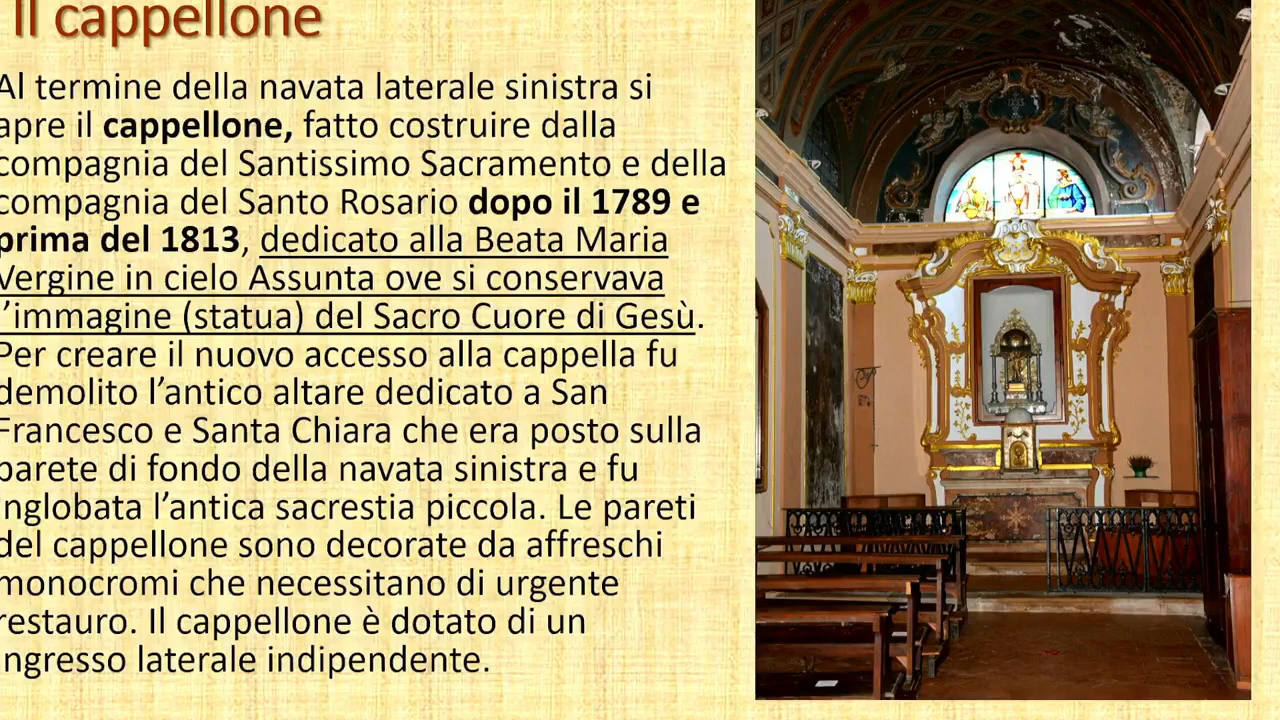 Il cappellone
Al termine della navata laterale sinistra si
apre il cappellone, fatto costruire dalla
compagnia del Santissimo Sacramento e della
compagnia del Santo Rosario dopo il 1789 e
prima del 1813, dedicato alla Beata Maria
Vergine in cielo Assunta ove si conservava
l’immagine (statua) del Sacro Cuore di Gesù.
Per creare il nuovo accesso alla cappella fu
demolito l’antico altare dedicato a San
Francesco e Santa Chiara che era posto sulla
parete di fondo della navata sinistra e fu
inglobata l’antica sacrestia piccola. Le pareti
del cappellone sono decorate da affreschi
monocromi che necessitano di urgente
restauro. Il cappellone è dotato di un
ingresso laterale indipendente.